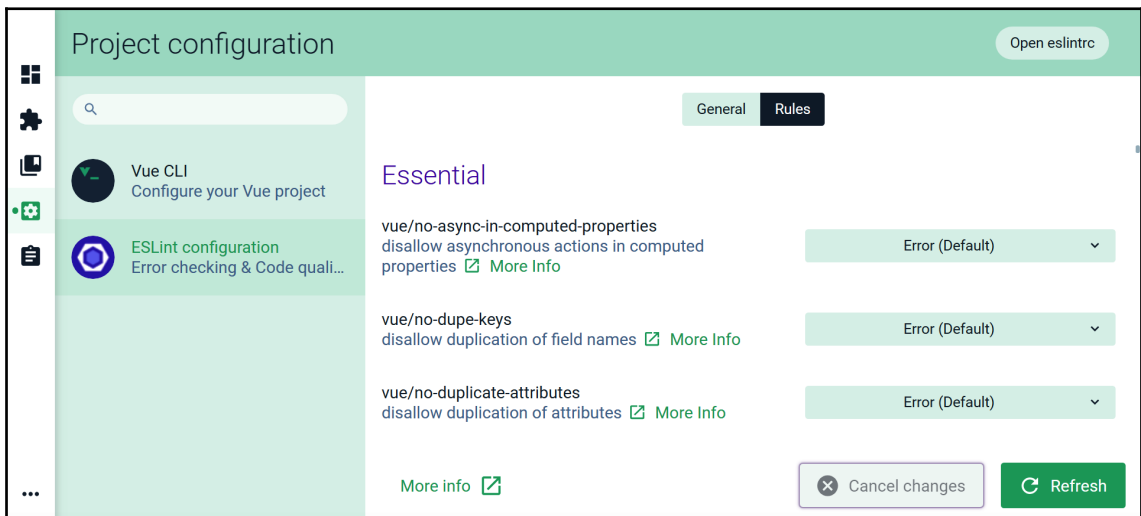 Project configuration
Open eslintrc
Vue CLI
Configure your Vue project
ESLint configuration
Error checking & Code quali...
General
Rules
Essential
vue/no-async-in-computed-properties
disallow asynchronous actions in computed
properties More Info
Error (Default)
vue/no-dupe-keys
disallow duplication of field names More Info
Error (Default)
vue/no-duplicate-attributes
disallow duplication of attributes More Info
Error (Default)
More info
Cancel changes
Refresh